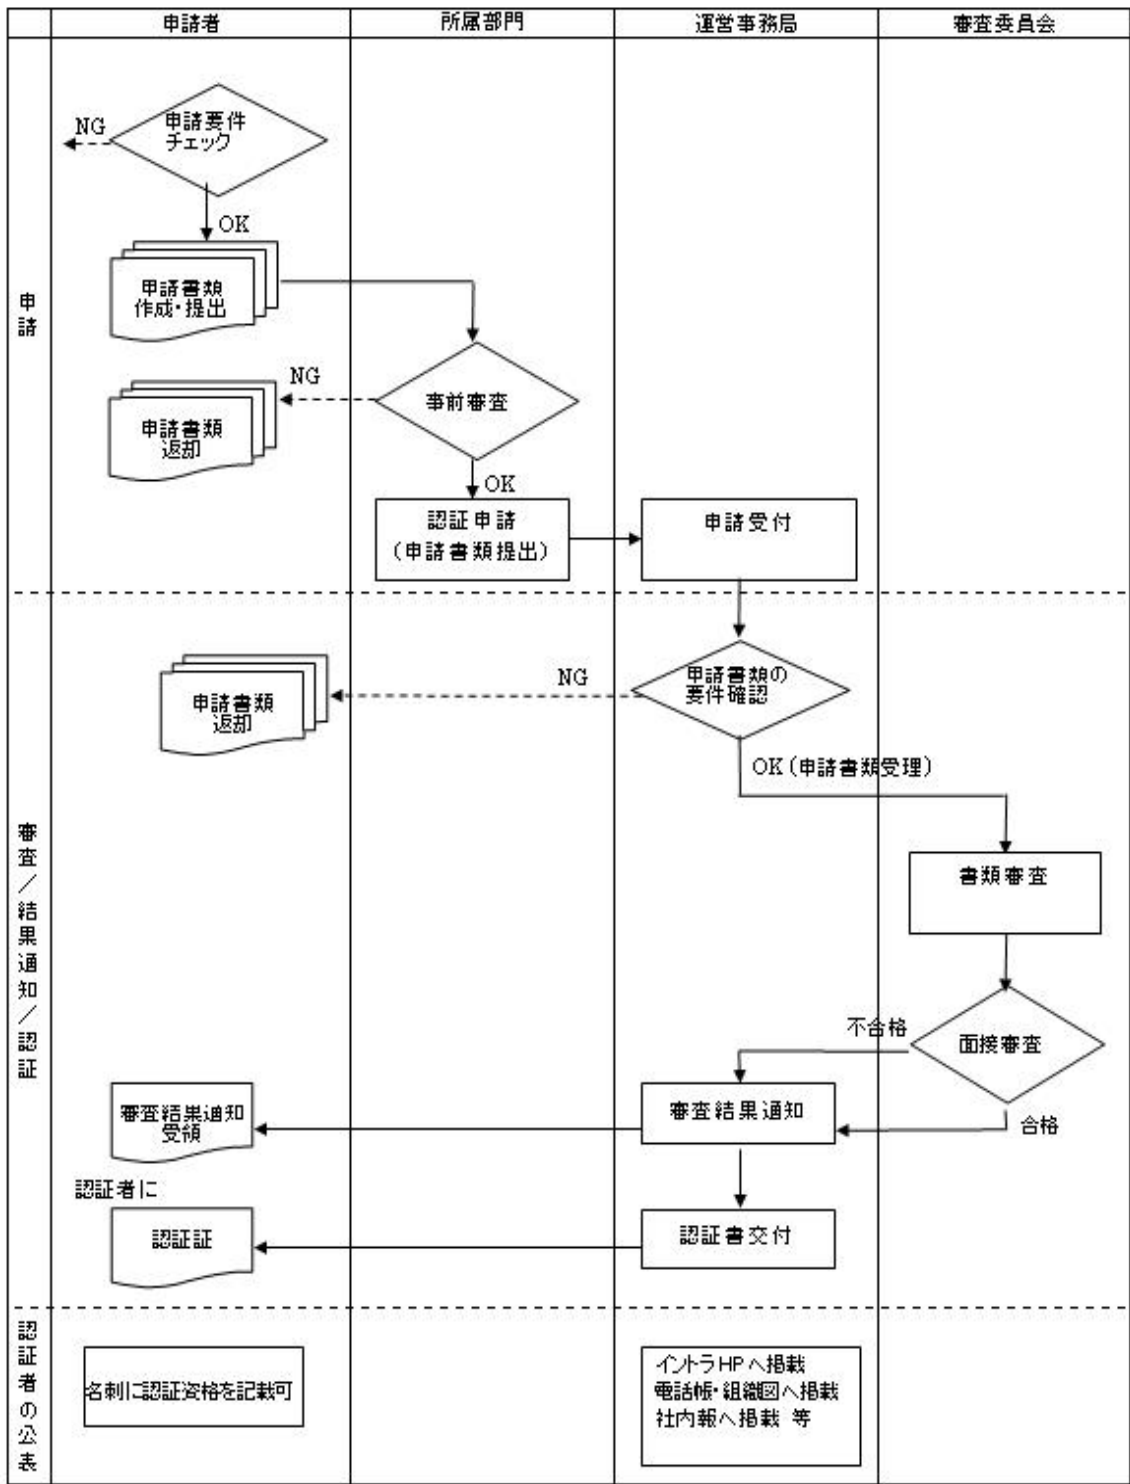 申請者
所属部門
運営事務局
審査委員会
申請
申請要件
チェック
NG
OK
申請書類
作成・提出
事前審査
NG
申請書類
返却
OK
認証申請
(申請書類提出)
申請受付
審査／結果通知／認証
申請書類の
要件確認
NG
申請書類
返却
OK(申請書類受理)
書類審査
面接審査
不合格
合格
審査結果通知
審査結果通知
受領
認証者に
認証書交付
認証証
認証者の公表
名刺に認証資格を記載可
イントラHPへ掲載
電話帳・組織図へ掲載
社内報へ掲載 等